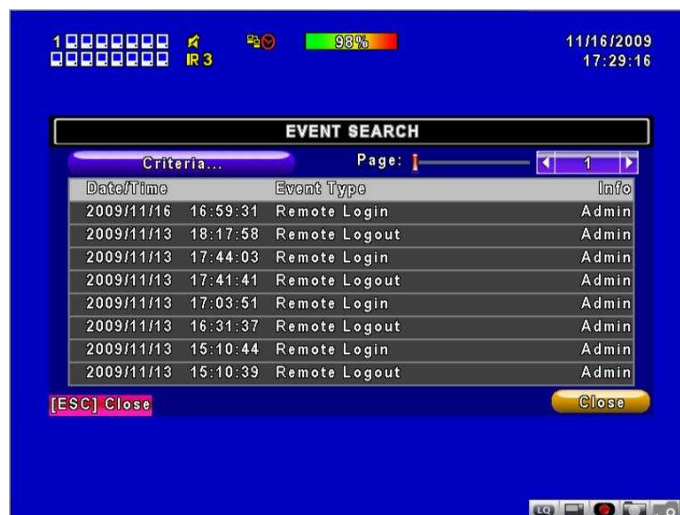 1 98% 11/16/2009
IR 3 17:29:16
EVENT SEARCH
Criteria... Page: 1
Date/Time Event Type Info
2009/11/16 16:59:31 Remote Login Admin
2009/11/13 18:17:58 Remote Logout Admin
2009/11/13 17:44:03 Remote Login Admin
2009/11/13 17:41:41 Remote Logout Admin
2009/11/13 17:03:51 Remote Login Admin
2009/11/13 16:31:37 Remote Logout Admin
2009/11/13 15:10:44 Remote Login Admin
2009/11/13 15:10:39 Remote Logout Admin
[ESC] Close Close
LQ